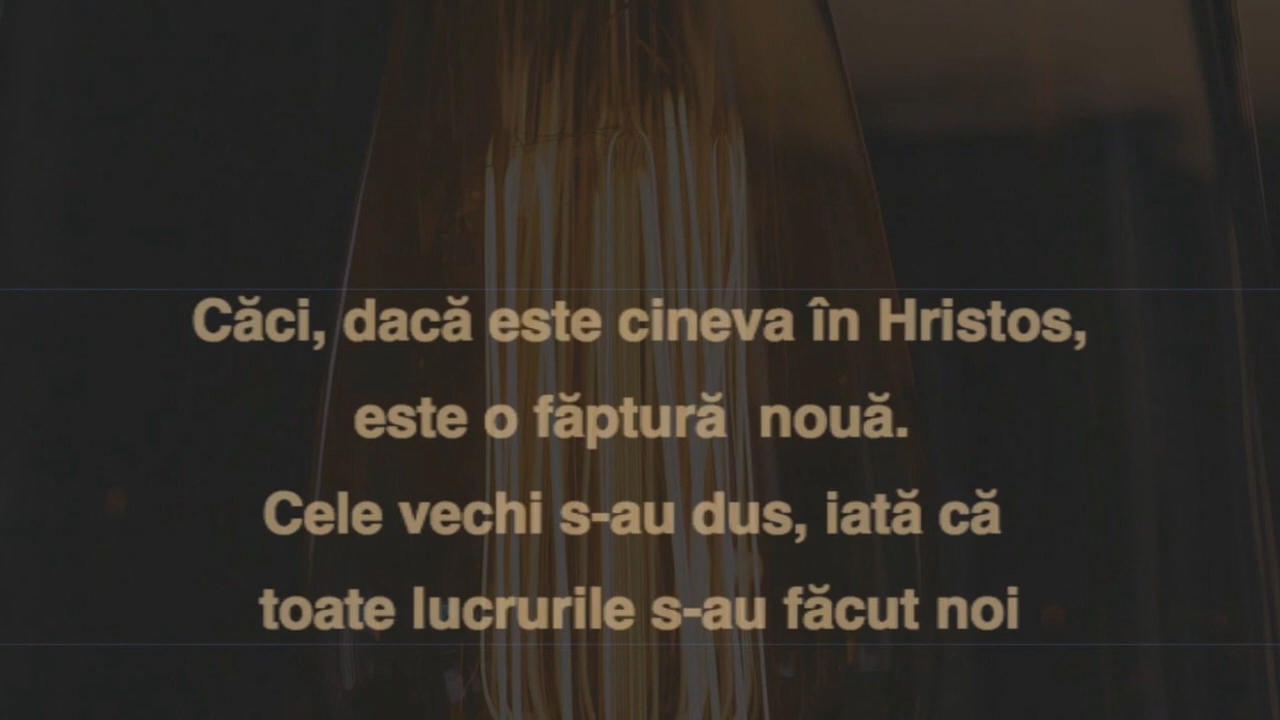 Căci, dacă este cineva în Hristos,
este o făptură nouă.
Cele vechi s-au dus, iată că
toate lucrurile s-au făcut noi